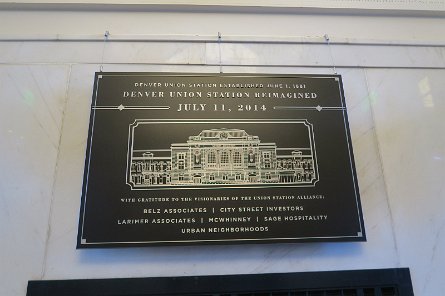 DENVER UNION STATION ESTABLISHED JUNE 1, 1881
DENVER UNION STATION REIMAGINED
JULY 11, 2014
WITH GRATITUDE TO THE VISIONARIES OF THE UNION STATION ALLIANCE:
BELZ ASSOCIATES | CITY STREET INVESTORS
LARIMER ASSOCIATES | MCWHINNEY | SAGE HOSPITALITY
URBAN NEIGHBORHOODS